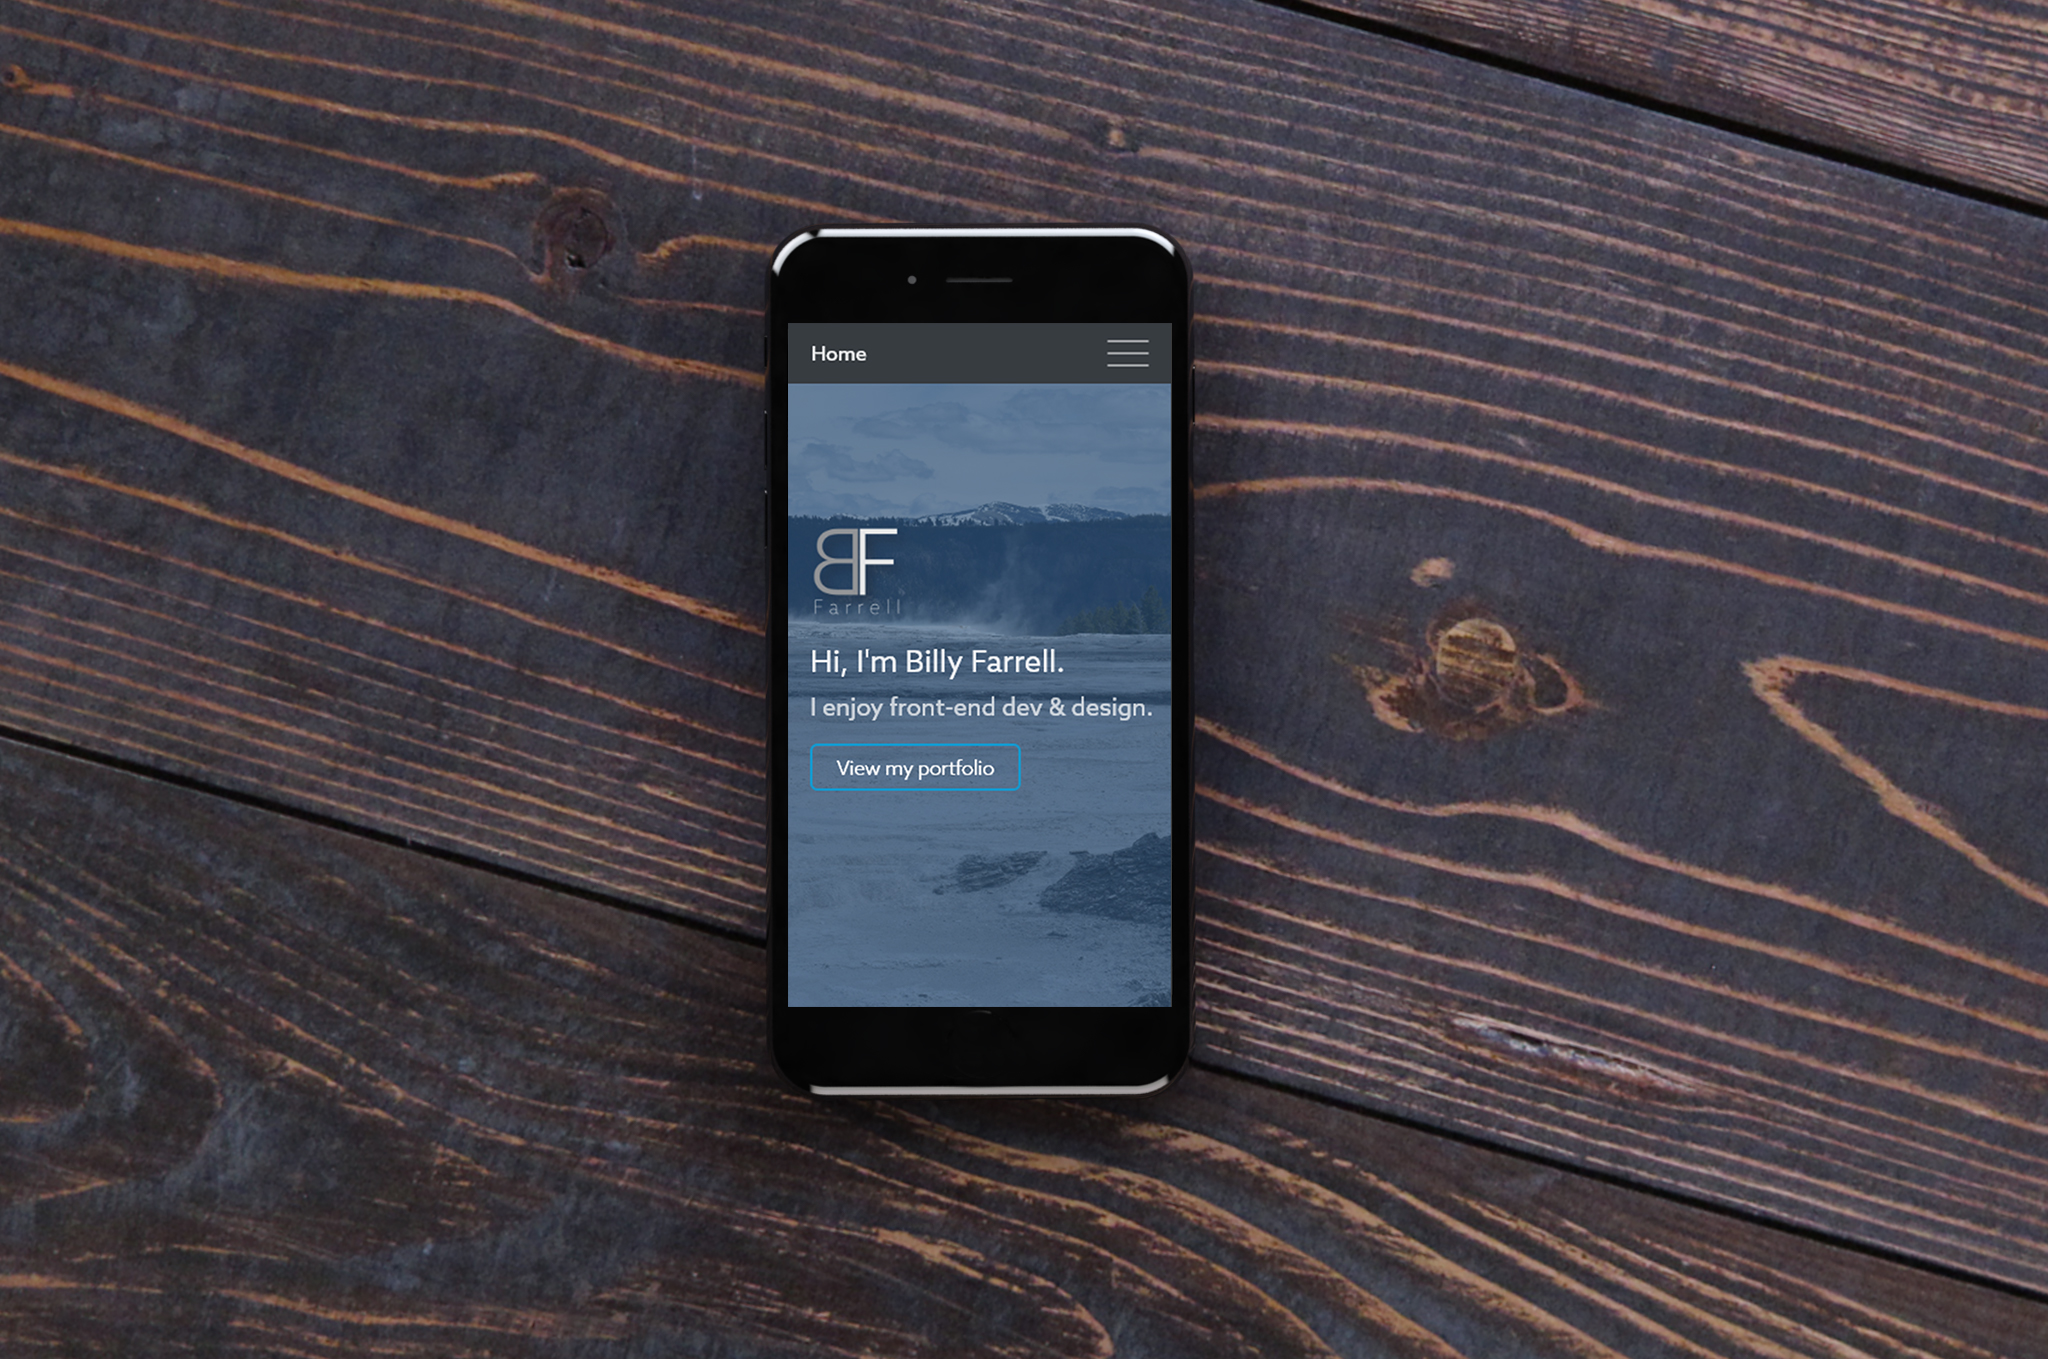 Home
BF
Farrell
Hi, I'm Billy Farrell.
I enjoy front-end dev & design.
View my portfolio